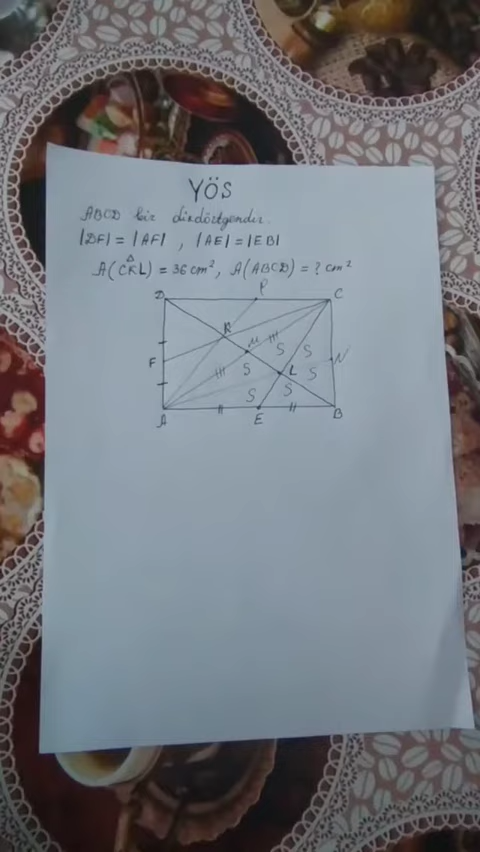 YÖS
ABCD bir dikdörtgendir.
|DF| = |AF| , |AE| = |EB|
A(CKL) = 36 cm², A(ABCD) = ? cm²
D P C
K
M S S
F S L S N
S S
A E B